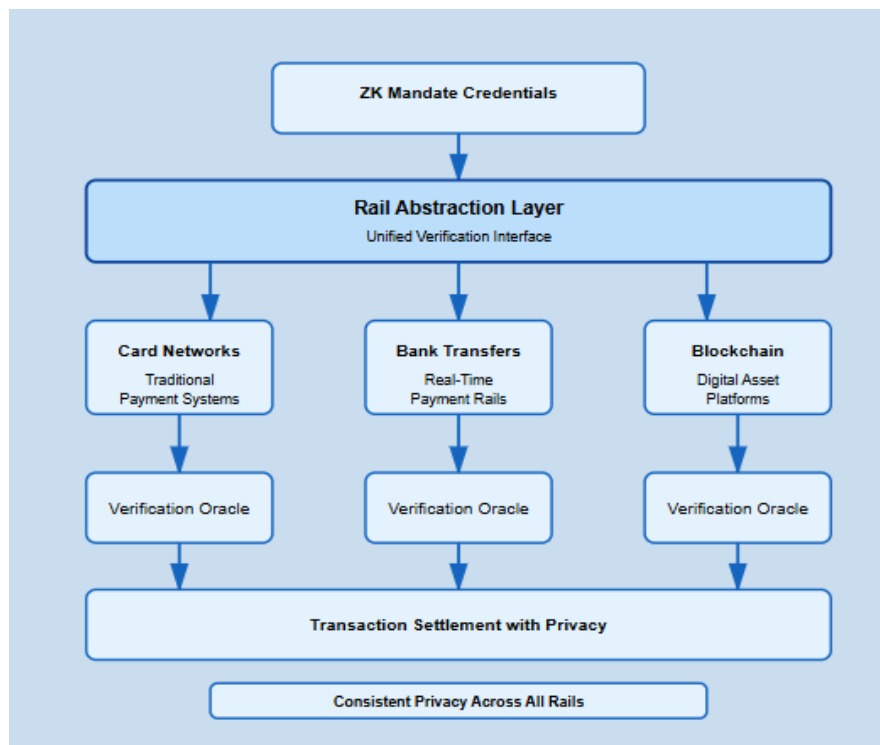 ZK Mandate Credentials
Rail Abstraction Layer
Unified Verification Interface
Card Networks
Traditional
Payment Systems
Bank Transfers
Real-Time
Payment Rails
Blockchain
Digital Asset
Platforms
Verification Oracle
Verification Oracle
Verification Oracle
Transaction Settlement with Privacy
Consistent Privacy Across All Rails